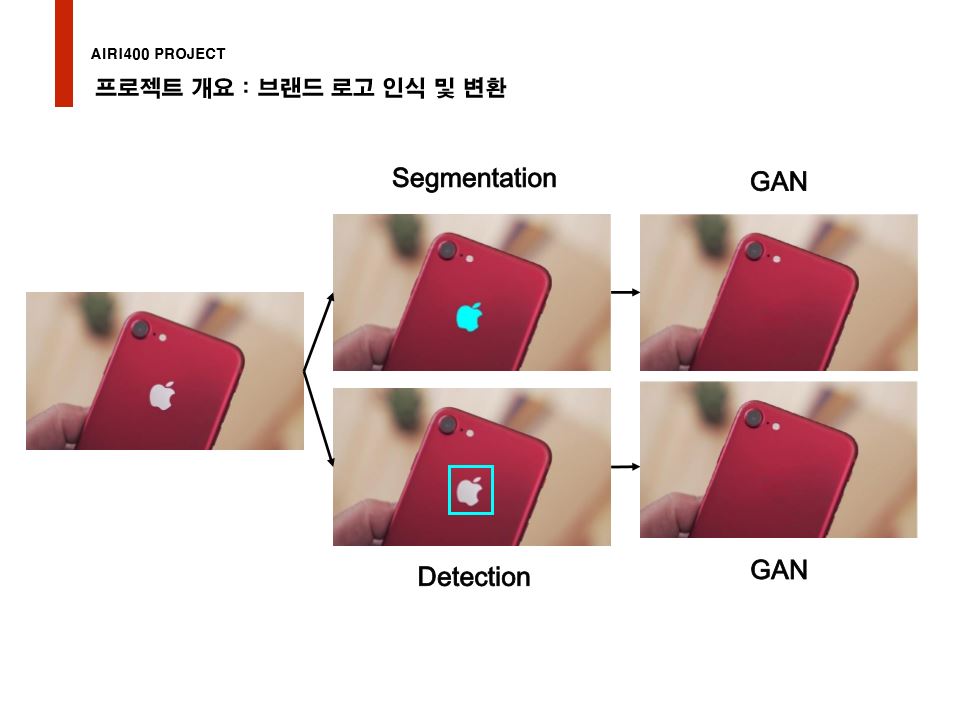 AIRI400 PROJECT
프로젝트 개요 : 브랜드 로고 인식 및 변환
Segmentation
GAN
Detection
GAN